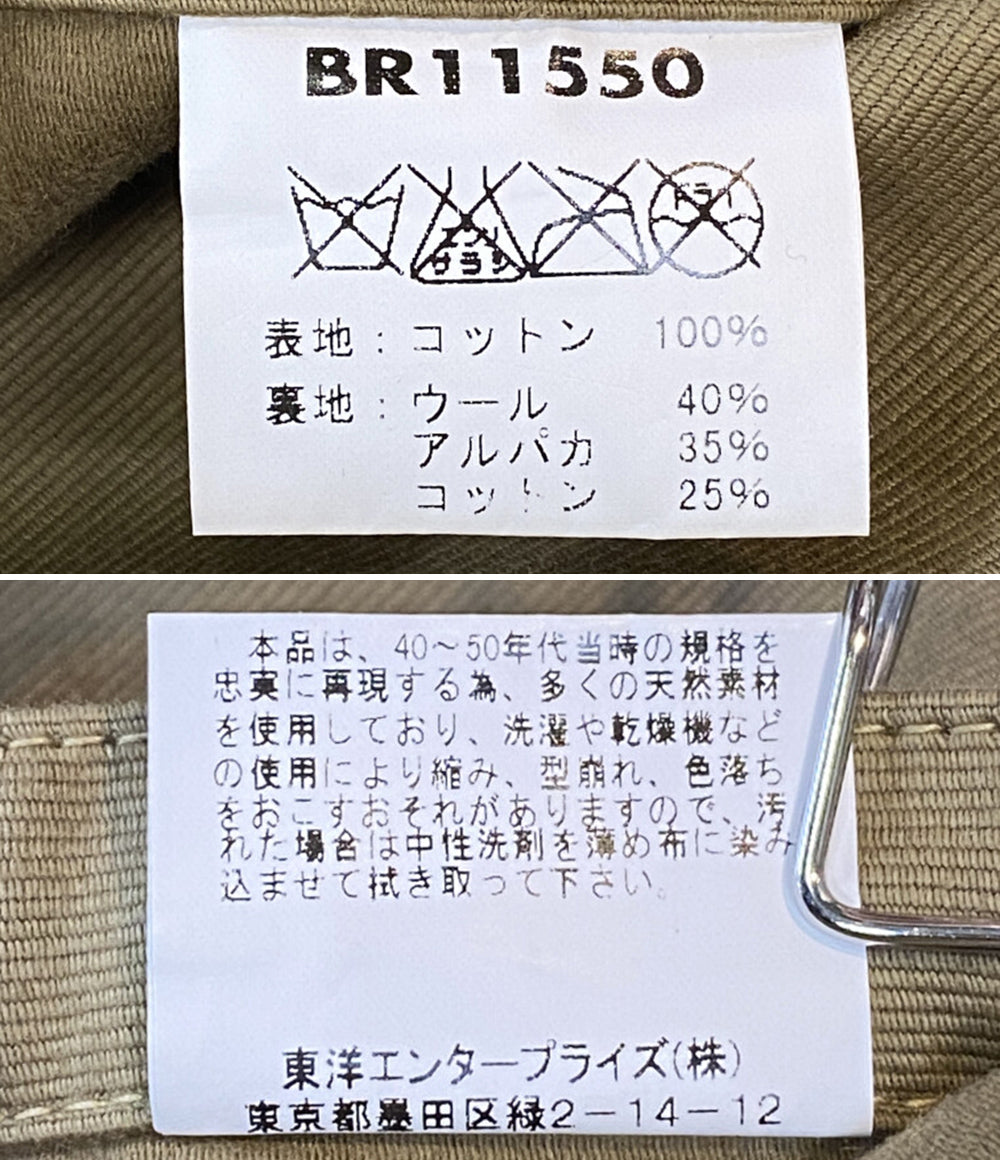 BR11550
エンソ サラシ ドライ
表地：コットン 100%
裏地：ウール 40%
アルパカ 35%
コットン 25%
本品は、40～50年代当時の規格を
忠実に再現する為、多くの天然素材
を使用しており、洗濯や乾燥機など
の使用により縮み、型崩れ、色落ち
をおこすおそれがありますので、汚
れた場合は中性洗剤を薄め布に染み
込ませて拭き取って下さい。
東洋エンタープライズ(株)
東京都墨田区緑2-14-12